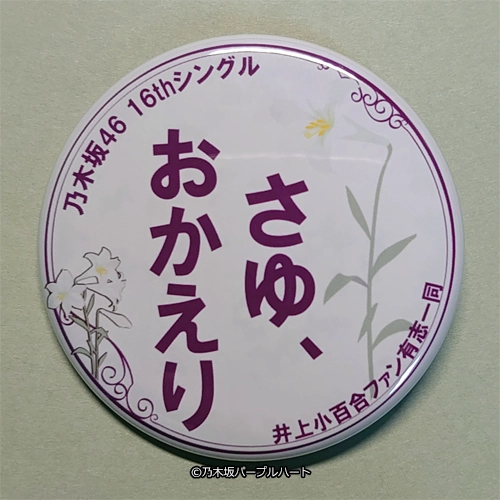 乃木坂46 16thシングル
さゆ、
おかえり
井上小百合ファン有志一同
©乃木坂パープルハート